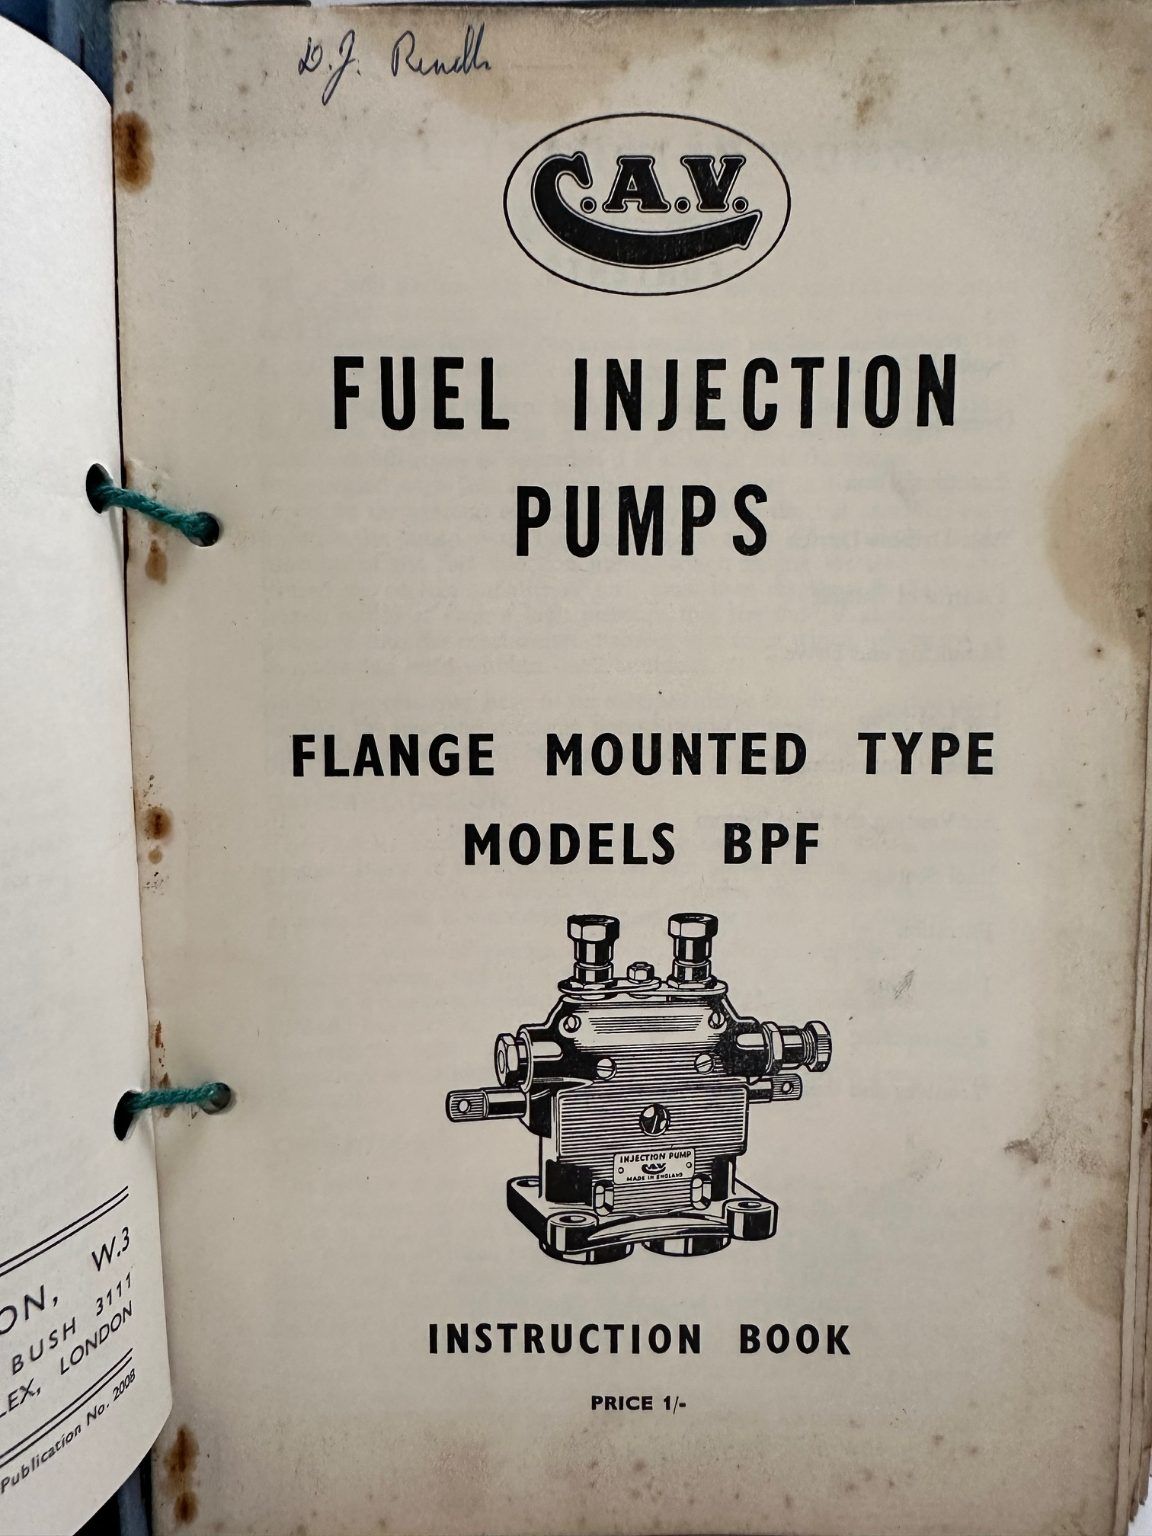 D. J.
C.A.V.
FUEL INJECTION
PUMPS
FLANGE MOUNTED TYPE
MODELS BPF
INJECTION PUMP
C.A.V.
MADE IN ENGLAND
INSTRUCTION BOOK
PRICE 1/-
ON, W.3
BUSH 3111
LEX, LONDON
Publication No. 2008